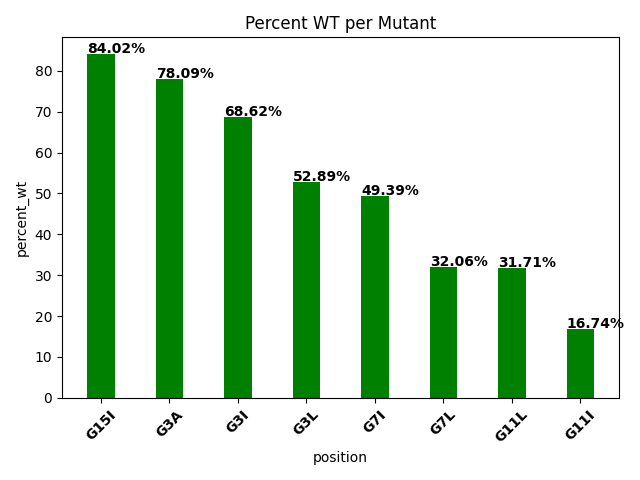 Percent WT per Mutant
84.02%
78.09%
68.62%
52.89%
49.39%
32.06%
31.71%
16.74%
percent_wt
80
70
60
50
40
30
20
10
0
G15I
G3A
G3I
G3L
G7I
G7L
G11L
G11I
position